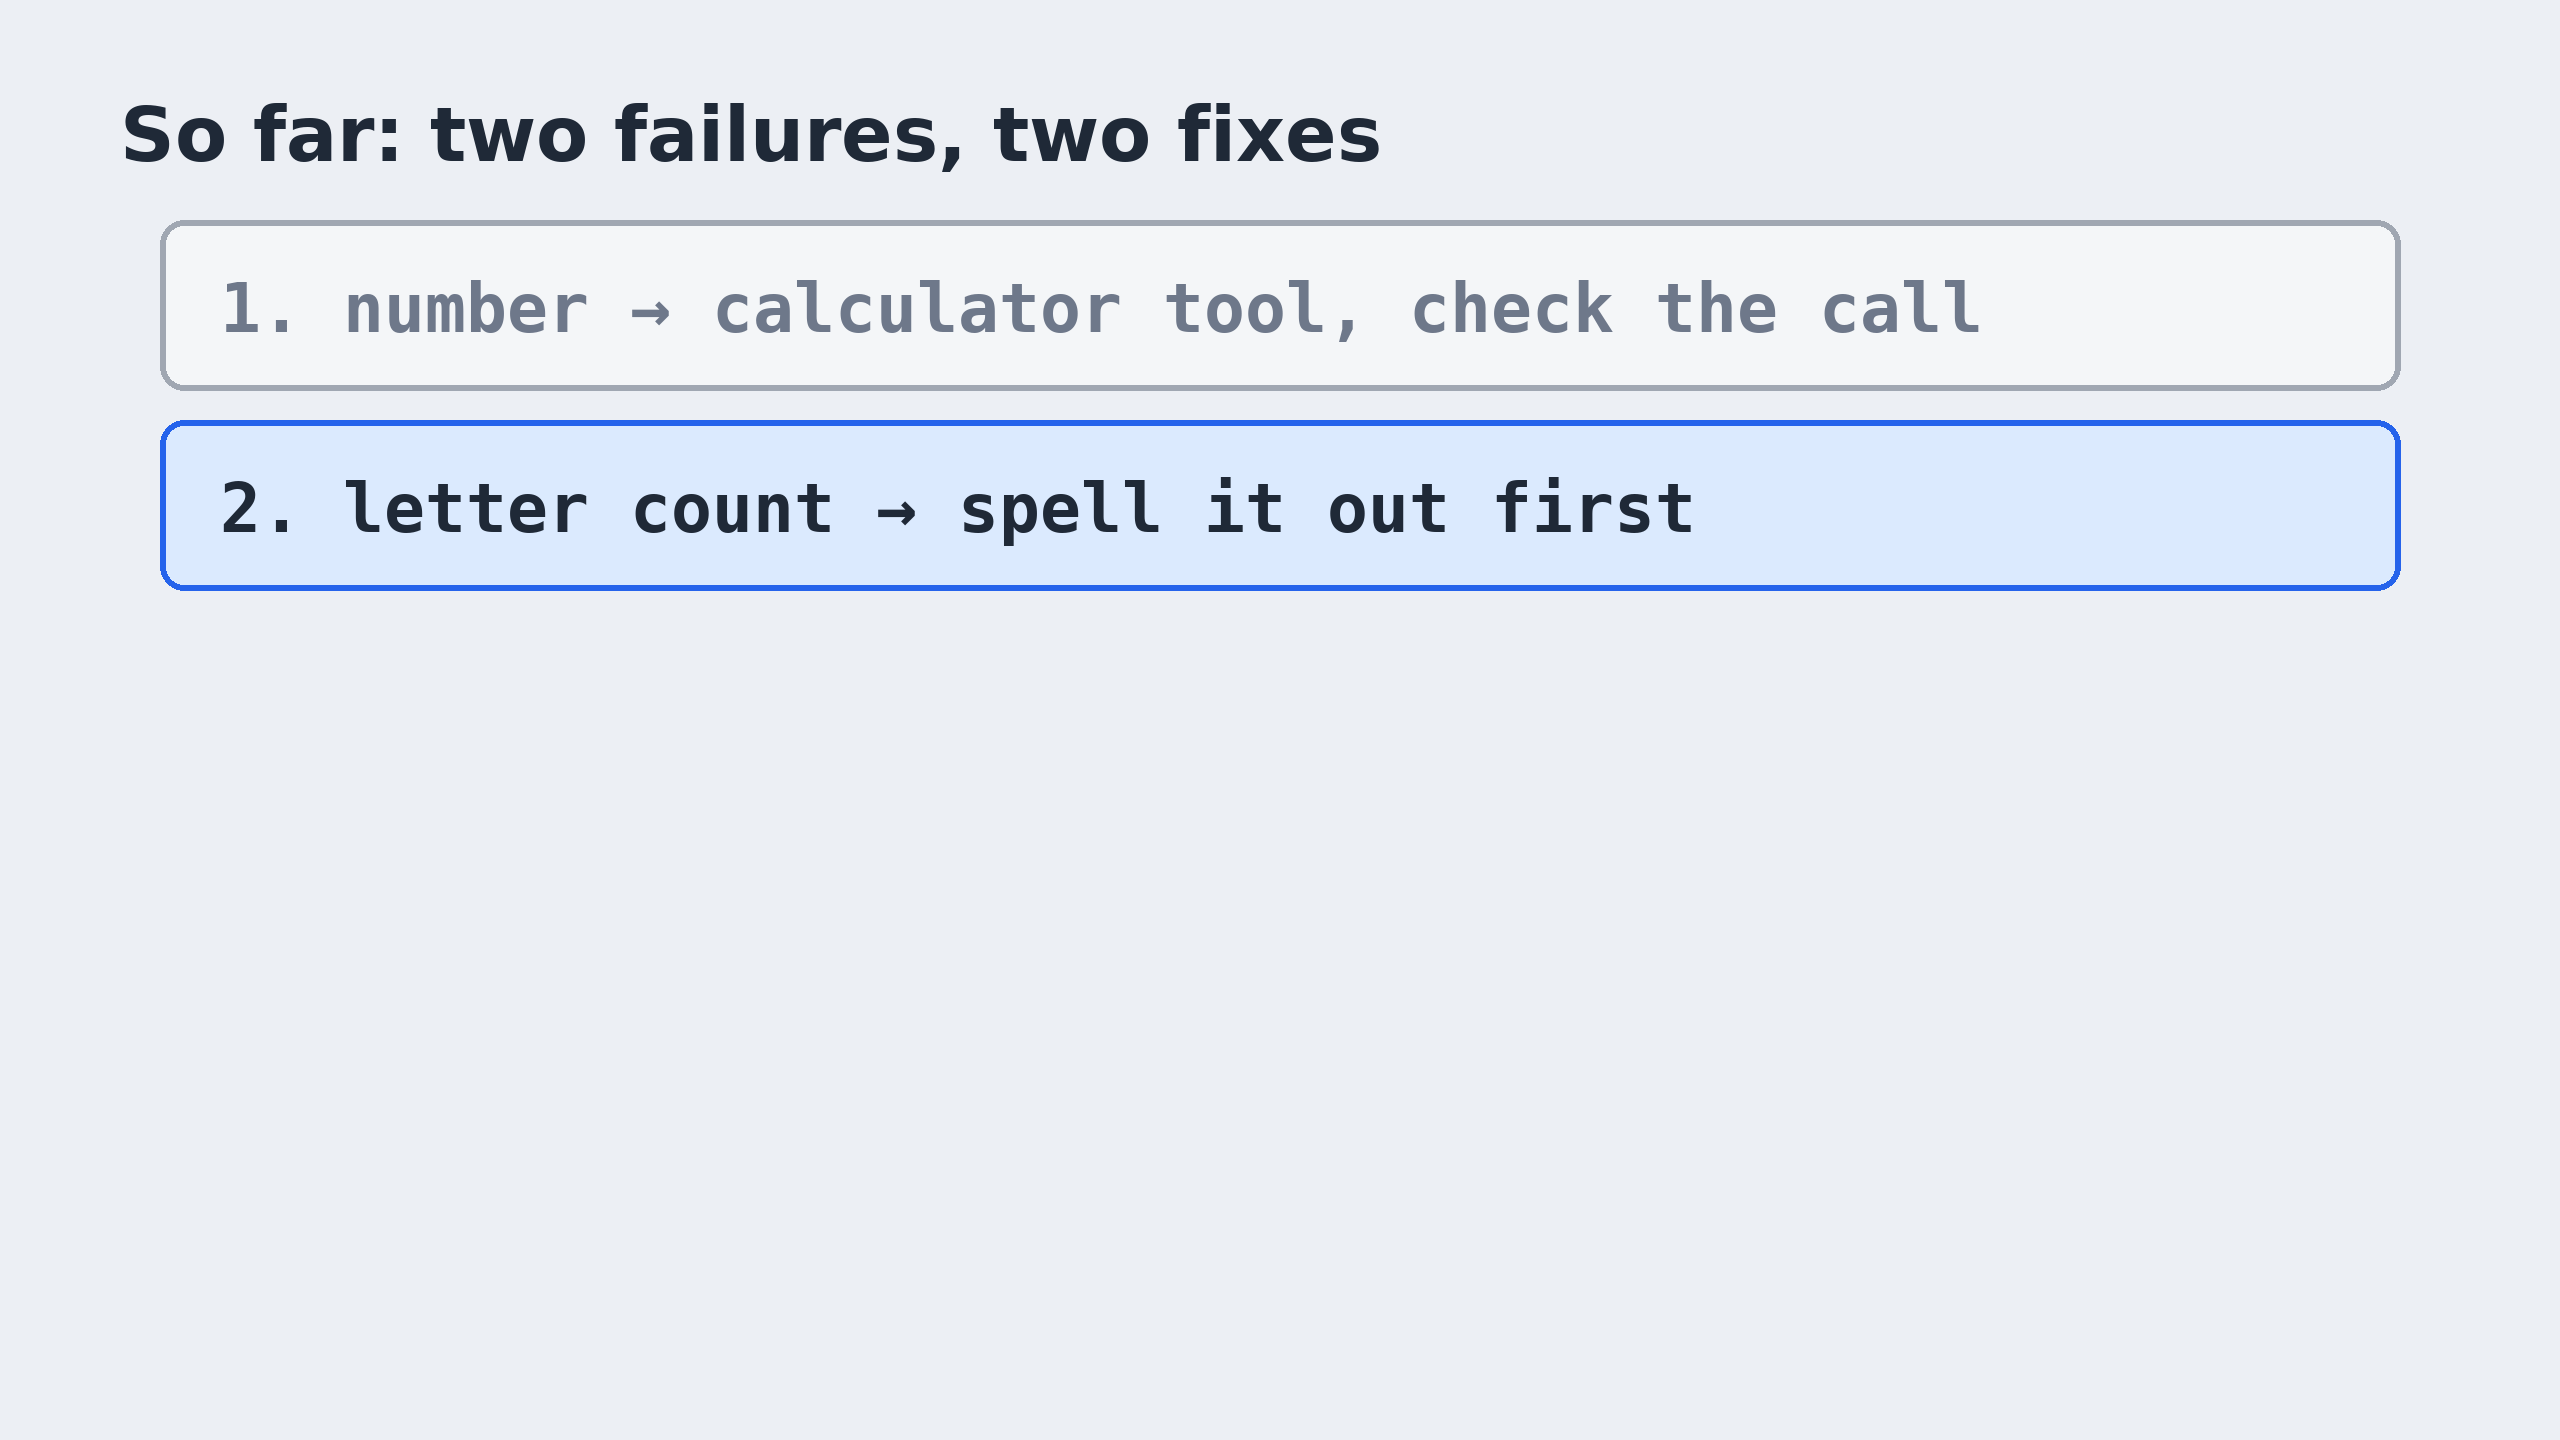 So far: two failures, two fixes
1. number → calculator tool, check the call
2. letter count → spell it out first